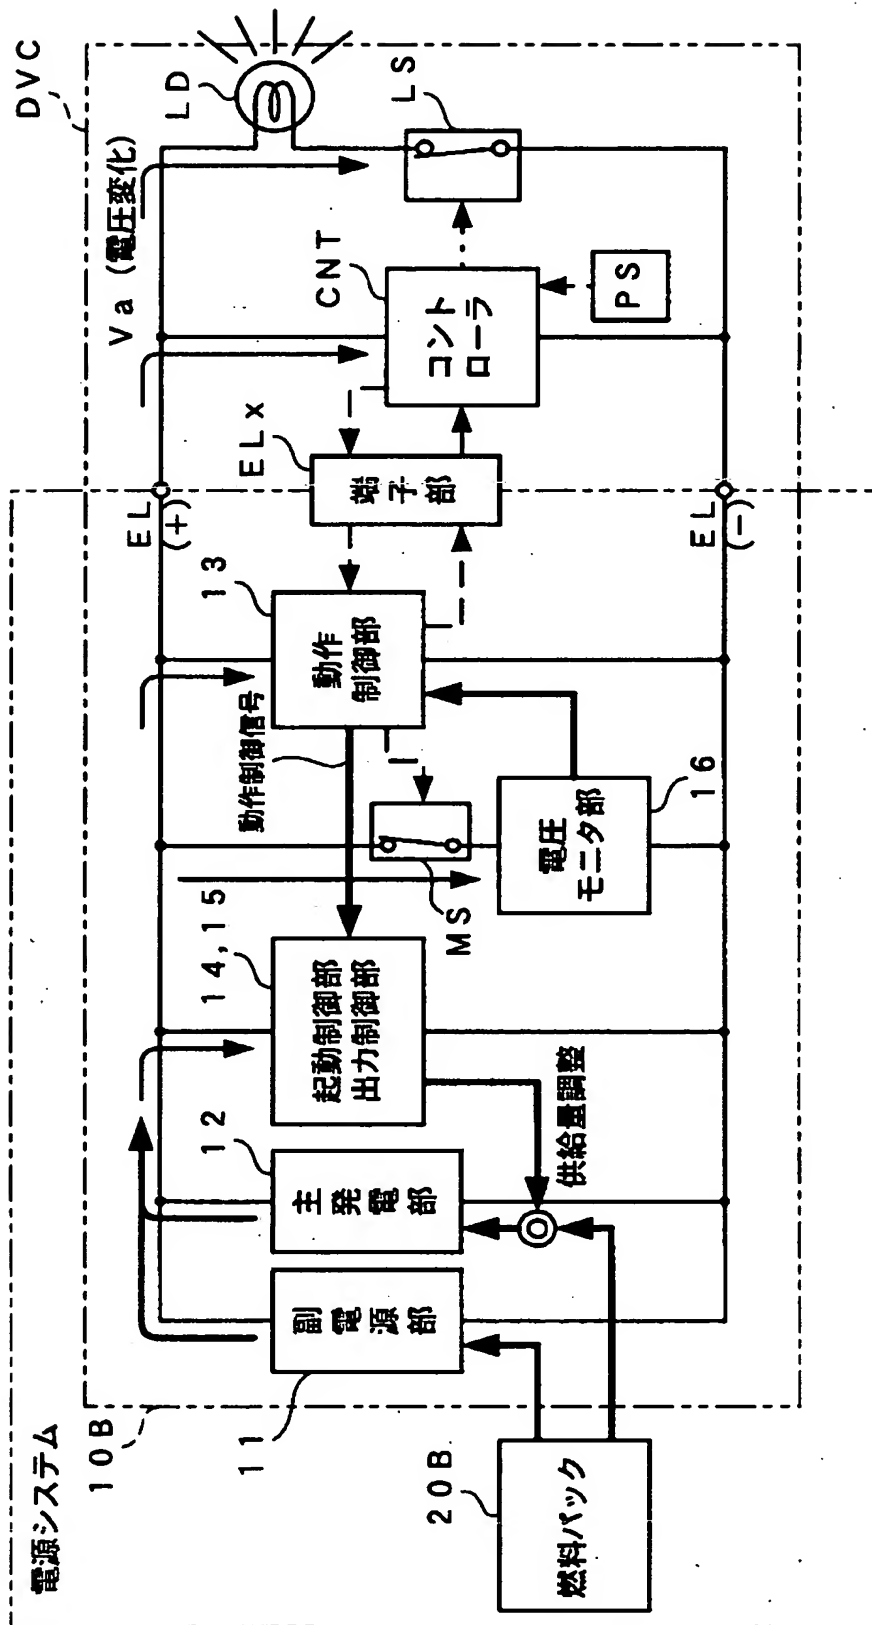 電源システム
10B
DVC
20B
燃料パック
11
副電源部
12
主発電部
供給量調整
14,15
起動制御部
出力制御部
MS
動作制御信号
電圧
モニタ部
16
13
動作
制御部
EL
(+)
EL
(−)
ELx
端子部
Va (電圧変化)
CNT
コント
ローラ
PS
LD
LS